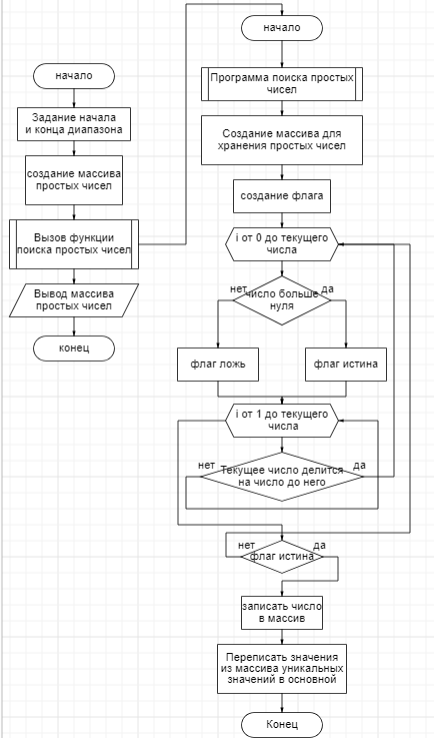 начало
Задание начала
и конца диапазона
создание массива
простых чисел
Вызов функции
поиска простых чисел
Вывод массива
простых чисел
конец
начало
Программа поиска простых
чисел
Создание массива для
хранения простых чисел
создание флага
i от 0 до текущего
числа
нет
число больше
нуля
да
флаг ложь
флаг истина
i от 1 до текущего
числа
нет
Текущее число делится
на число до него
да
нет
флаг истина
да
записать число
в массив
Переписать значения
из массива уникальных
значений в основной
Конец